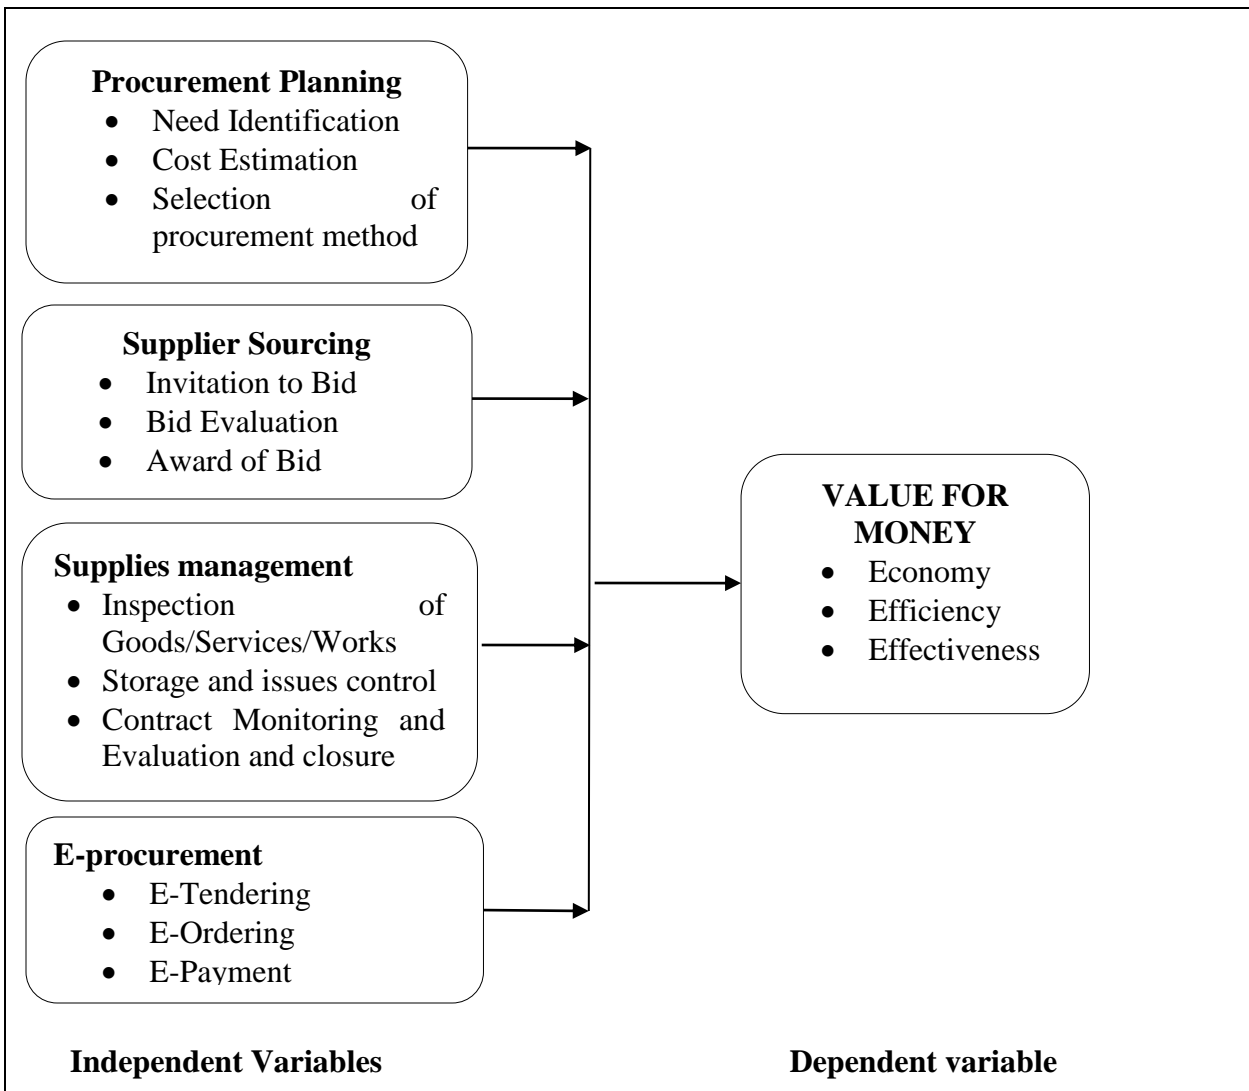 Procurement Planning
• Need Identification
• Cost Estimation
• Selection of
procurement method
Supplier Sourcing
• Invitation to Bid
• Bid Evaluation
• Award of Bid
Supplies management
• Inspection of
Goods/Services/Works
• Storage and issues control
• Contract Monitoring and
Evaluation and closure
E-procurement
• E-Tendering
• E-Ordering
• E-Payment
VALUE FOR
MONEY
• Economy
• Efficiency
• Effectiveness
Independent Variables
Dependent variable